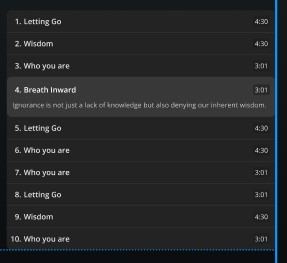 1. Letting Go 4:30
2. Wisdom 4:30
3. Who you are 3:01
4. Breath Inward 3:01
Ignorance is not just a lack of knowledge but also denying our inherent wisdom.
5. Letting Go 4:30
6. Who you are 4:30
7. Who you are 3:01
8. Letting Go 3:01
9. Wisdom 4:30
10. Who you are 3:01